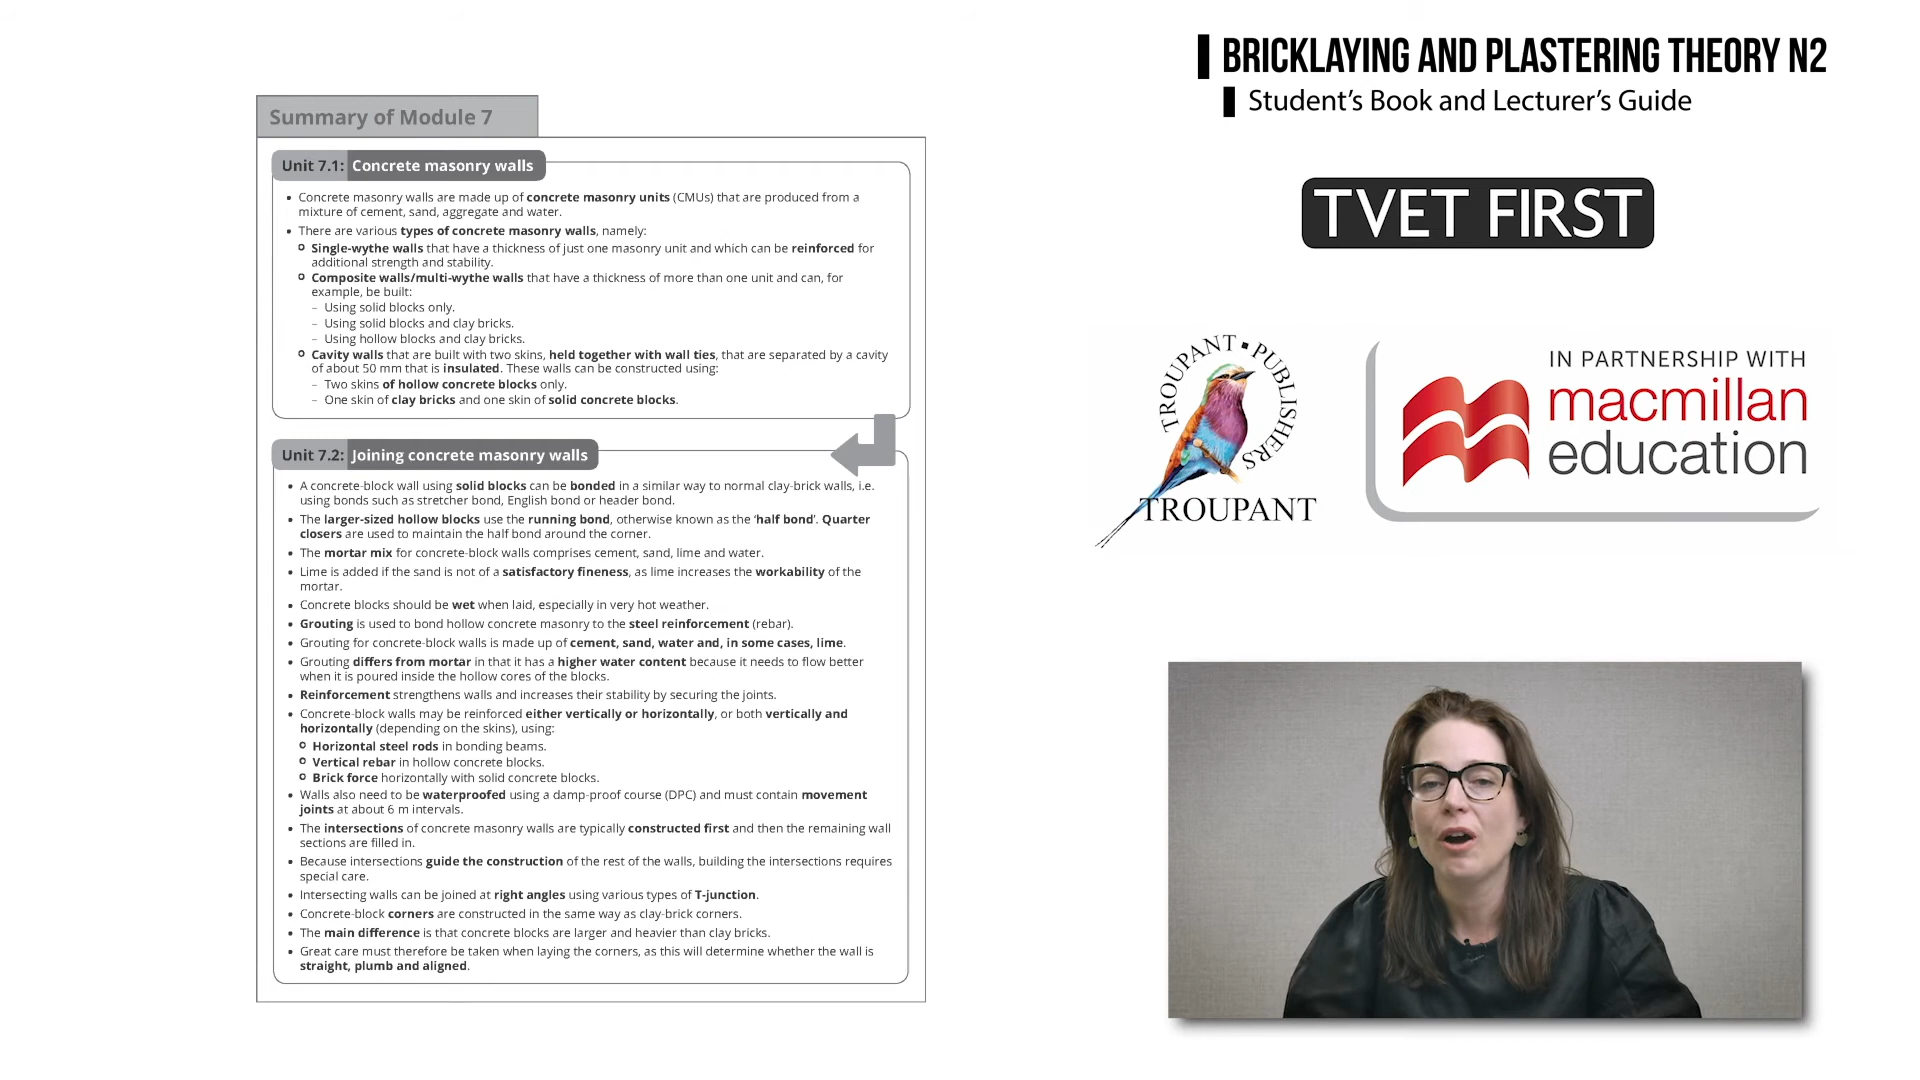 BRICKLAYING AND PLASTERING THEORY N2
Student's Book and Lecturer's Guide
TVET FIRST
TROUPANT • PUBLISHERS
TROUPANT
IN PARTNERSHIP WITH
macmillan
education
Summary of Module 7
Unit 7.1: Concrete masonry walls
• Concrete masonry walls are made up of concrete masonry units (CMUs) that are produced from a
mixture of cement, sand, aggregate and water.
• There are various types of concrete masonry walls, namely:
Single-wythe walls that have a thickness of just one masonry unit and which can be reinforced for
additional strength and stability.
Composite walls/multi-wythe walls that have a thickness of more than one unit and can, for
example, be built:
– Using solid blocks only.
– Using solid blocks and clay bricks.
– Using hollow blocks and clay bricks.
Cavity walls that are built with two skins, held together with wall ties, that are separated by a cavity
of about 50 mm that is insulated. These walls can be constructed using:
– Two skins of hollow concrete blocks only.
– One skin of clay bricks and one skin of solid concrete blocks.
Unit 7.2: Joining concrete masonry walls
• A concrete-block wall using solid blocks can be bonded in a similar way to normal clay-brick walls, i.e.
using bonds such as stretcher bond, English bond or header bond.
• The larger-sized hollow blocks use the running bond, otherwise known as the ‘half bond’. Quarter
closers are used to maintain the half bond around the corner.
• The mortar mix for concrete-block walls comprises cement, sand, lime and water.
• Lime is added if the sand is not of a satisfactory fineness, as lime increases the workability of the
mortar.
• Concrete blocks should be wet when laid, especially in very hot weather.
• Grouting is used to bond hollow concrete masonry to the steel reinforcement (rebar).
• Grouting for concrete-block walls is made up of cement, sand, water and, in some cases, lime.
• Grouting differs from mortar in that it has a higher water content because it needs to flow better
when it is poured inside the hollow cores of the blocks.
• Reinforcement strengthens walls and increases their stability by securing the joints.
• Concrete-block walls may be reinforced either vertically or horizontally, or both vertically and
horizontally (depending on the skins), using:
Horizontal steel rods in bonding beams.
Vertical rebar in hollow concrete blocks.
Brick force horizontally with solid concrete blocks.
• Walls also need to be waterproofed using a damp-proof course (DPC) and must contain movement
joints at about 6 m intervals.
• The intersections of concrete masonry walls are typically constructed first and then the remaining wall
sections are filled in.
• Because intersections guide the construction of the rest of the walls, building the intersections requires
special care.
• Intersecting walls can be joined at right angles using various types of T-junction.
• Concrete-block corners are constructed in the same way as clay-brick corners.
• The main difference is that concrete blocks are larger and heavier than clay bricks.
• Great care must therefore be taken when laying the corners, as this will determine whether the wall is
straight, plumb and aligned.